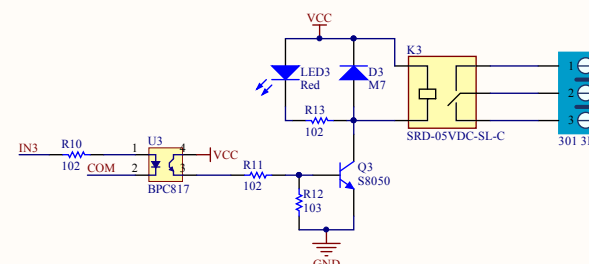 VCC
K3
LED3
Red
D3
M7
1
2
3
R13
102
SRD-05VDC-SL-C
U3
IN3
R10
1
4
VCC
102
COM
2
3
R11
Q3
BPC817
102
S8050
R12
103
GND